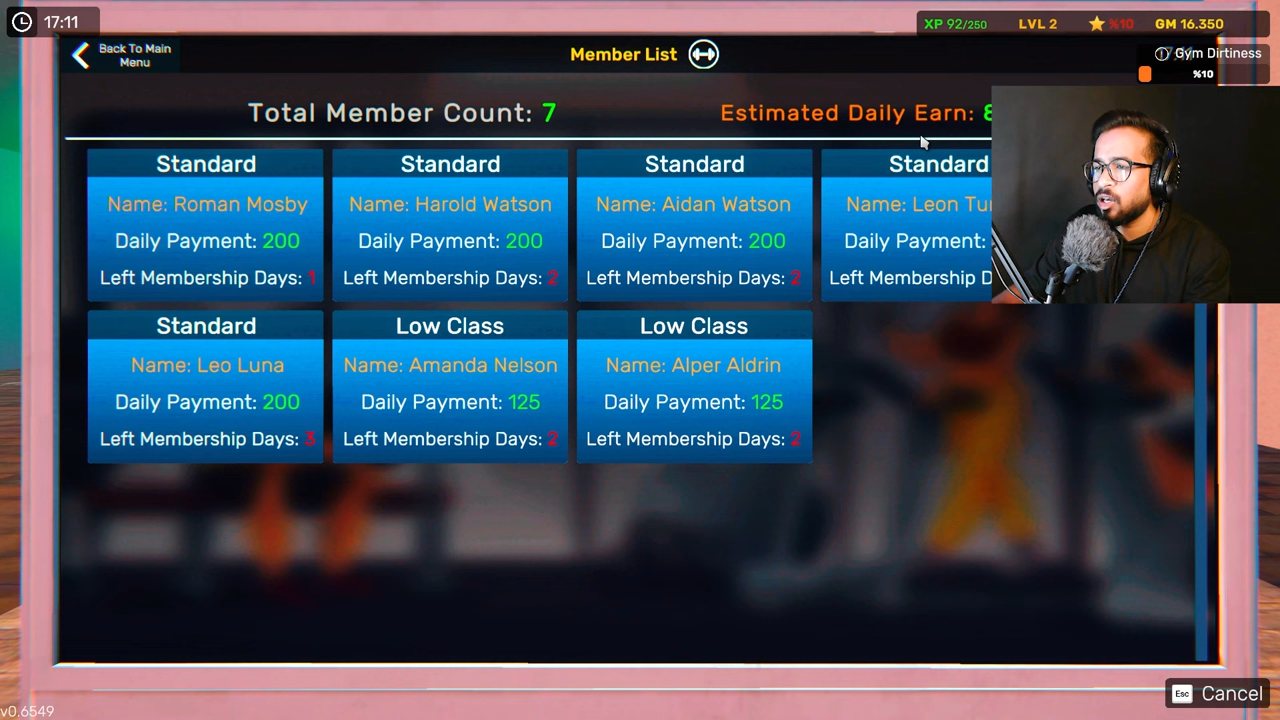 17:11
XP 92/250 LVL 2 %10 GM 16.350
Back To Main
Menu
Member List
Gym Dirtiness
%10
Total Member Count: 7
Estimated Daily Earn: 8
Standard
Name: Roman Mosby
Daily Payment: 200
Left Membership Days: 1
Standard
Name: Harold Watson
Daily Payment: 200
Left Membership Days: 2
Standard
Name: Aidan Watson
Daily Payment: 200
Left Membership Days: 2
Standard
Name: Leon
Daily Payment:
Left Membership
Standard
Name: Leo Luna
Daily Payment: 200
Left Membership Days: 3
Low Class
Name: Amanda Nelson
Daily Payment: 125
Left Membership Days: 2
Low Class
Name: Alper Aldrin
Daily Payment: 125
Left Membership Days: 2
Esc Cancel
v0.6549